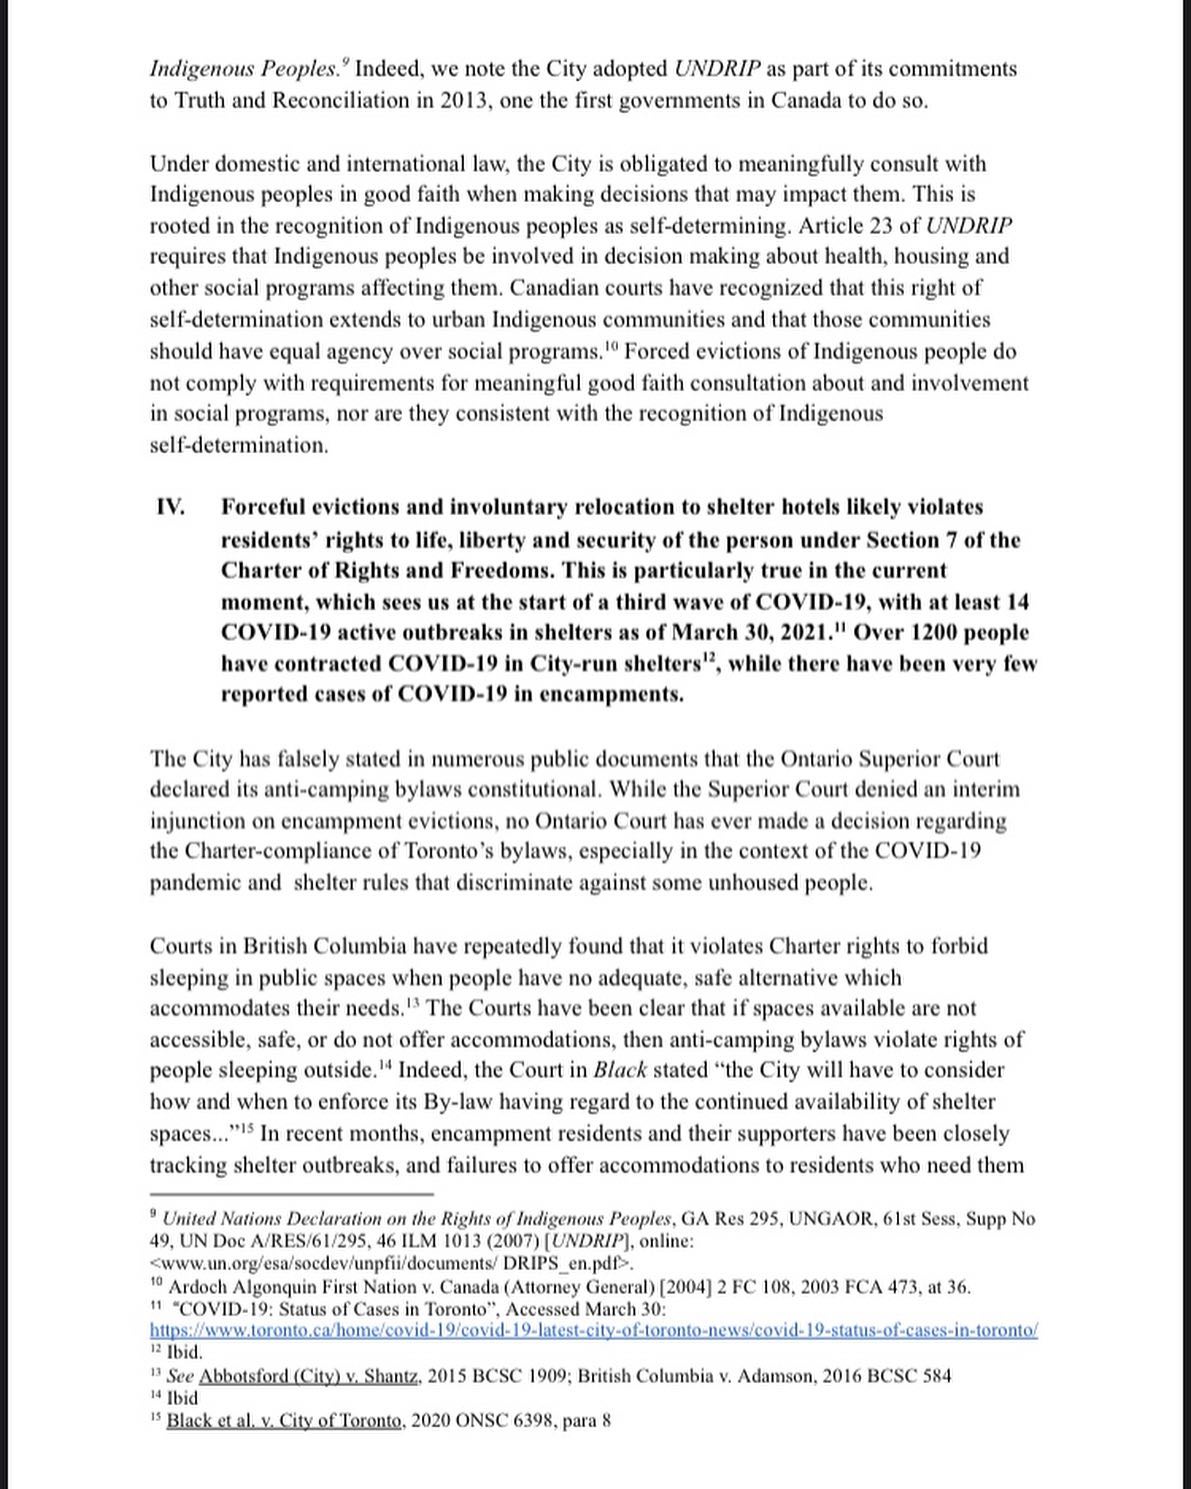 Indigenous Peoples.⁹ Indeed, we note the City adopted UNDRIP as part of its commitments
to Truth and Reconciliation in 2013, one the first governments in Canada to do so.
Under domestic and international law, the City is obligated to meaningfully consult with
Indigenous peoples in good faith when making decisions that may impact them. This is
rooted in the recognition of Indigenous peoples as self-determining. Article 23 of UNDRIP
requires that Indigenous peoples be involved in decision making about health, housing and
other social programs affecting them. Canadian courts have recognized that this right of
self-determination extends to urban Indigenous communities and that those communities
should have equal agency over social programs.¹⁰ Forced evictions of Indigenous people do
not comply with requirements for meaningful good faith consultation about and involvement
in social programs, nor are they consistent with the recognition of Indigenous
self-determination.
IV. Forceful evictions and involuntary relocation to shelter hotels likely violates
residents' rights to life, liberty and security of the person under Section 7 of the
Charter of Rights and Freedoms. This is particularly true in the current
moment, which sees us at the start of a third wave of COVID-19, with at least 14
COVID-19 active outbreaks in shelters as of March 30, 2021.¹¹ Over 1200 people
have contracted COVID-19 in City-run shelters¹², while there have been very few
reported cases of COVID-19 in encampments.
The City has falsely stated in numerous public documents that the Ontario Superior Court
declared its anti-camping bylaws constitutional. While the Superior Court denied an interim
injunction on encampment evictions, no Ontario Court has ever made a decision regarding
the Charter-compliance of Toronto's bylaws, especially in the context of the COVID-19
pandemic and  shelter rules that discriminate against some unhoused people.
Courts in British Columbia have repeatedly found that it violates Charter rights to forbid
sleeping in public spaces when people have no adequate, safe alternative which
accommodates their needs.¹³ The Courts have been clear that if spaces available are not
accessible, safe, or do not offer accommodations, then anti-camping bylaws violate rights of
people sleeping outside.¹⁴ Indeed, the Court in Black stated "the City will have to consider
how and when to enforce its By-law having regard to the continued availability of shelter
spaces..."¹⁵ In recent months, encampment residents and their supporters have been closely
tracking shelter outbreaks, and failures to offer accommodations to residents who need them
⁹ United Nations Declaration on the Rights of Indigenous Peoples, GA Res 295, UNGAOR, 61st Sess, Supp No
49, UN Doc A/RES/61/295, 46 ILM 1013 (2007) [UNDRIP], online:
<www.un.org/esa/socdev/unpfii/documents/ DRIPS_en.pdf>.
¹⁰ Ardoch Algonquin First Nation v. Canada (Attorney General) [2004] 2 FC 108, 2003 FCA 473, at 36.
¹¹ "COVID-19: Status of Cases in Toronto", Accessed March 30:
https://www.toronto.ca/home/covid-19/covid-19-latest-city-of-toronto-news/covid-19-status-of-cases-in-toronto/
¹² Ibid.
¹³ See Abbotsford (City) v. Shantz, 2015 BCSC 1909; British Columbia v. Adamson, 2016 BCSC 584
¹⁴ Ibid
¹⁵ Black et al. v. City of Toronto, 2020 ONSC 6398, para 8